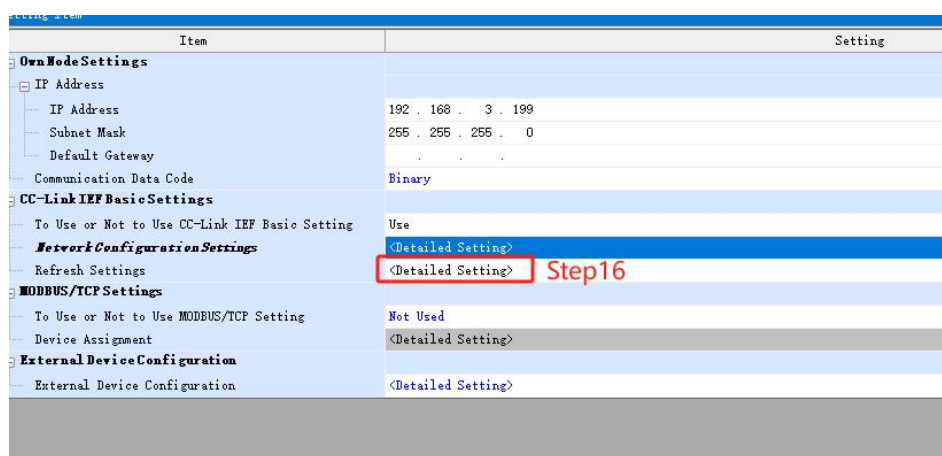 Item Setting
Own Node Settings
IP Address
IP Address 192 . 168 . 3 . 199
Subnet Mask 255 . 255 . 255 . 0
Default Gateway . . .
Communication Data Code Binary
CC-Link IEF Basic Settings
To Use or Not to Use CC-Link IEF Basic Setting Use
Network Configuration Settings <Detailed Setting>
Refresh Settings <Detailed Setting> Step16
MODBUS/TCP Settings
To Use or Not to Use MODBUS/TCP Setting Not Used
Device Assignment <Detailed Setting>
External Device Configuration
External Device Configuration <Detailed Setting>